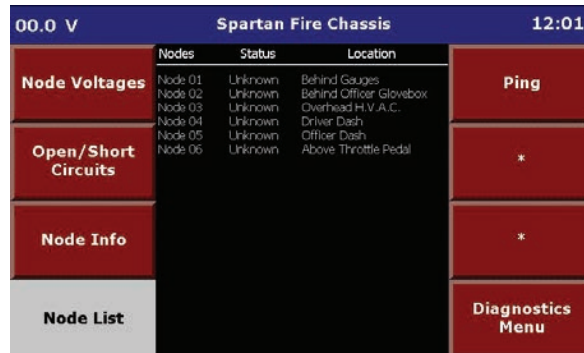 00.0 V Spartan Fire Chassis 12:01
Nodes Status Location
Node 01 Unknown Behind Gauges
Node 02 Unknown Behind Officer Glovebox
Node 03 Unknown Overhead H.V.A.C.
Node 04 Unknown Driver Dash
Node 05 Unknown Officer Dash
Node 06 Unknown Above Throttle Pedal
Node Voltages
Open/Short
Circuits
Node Info
Node List
Ping
*
*
Diagnostics
Menu